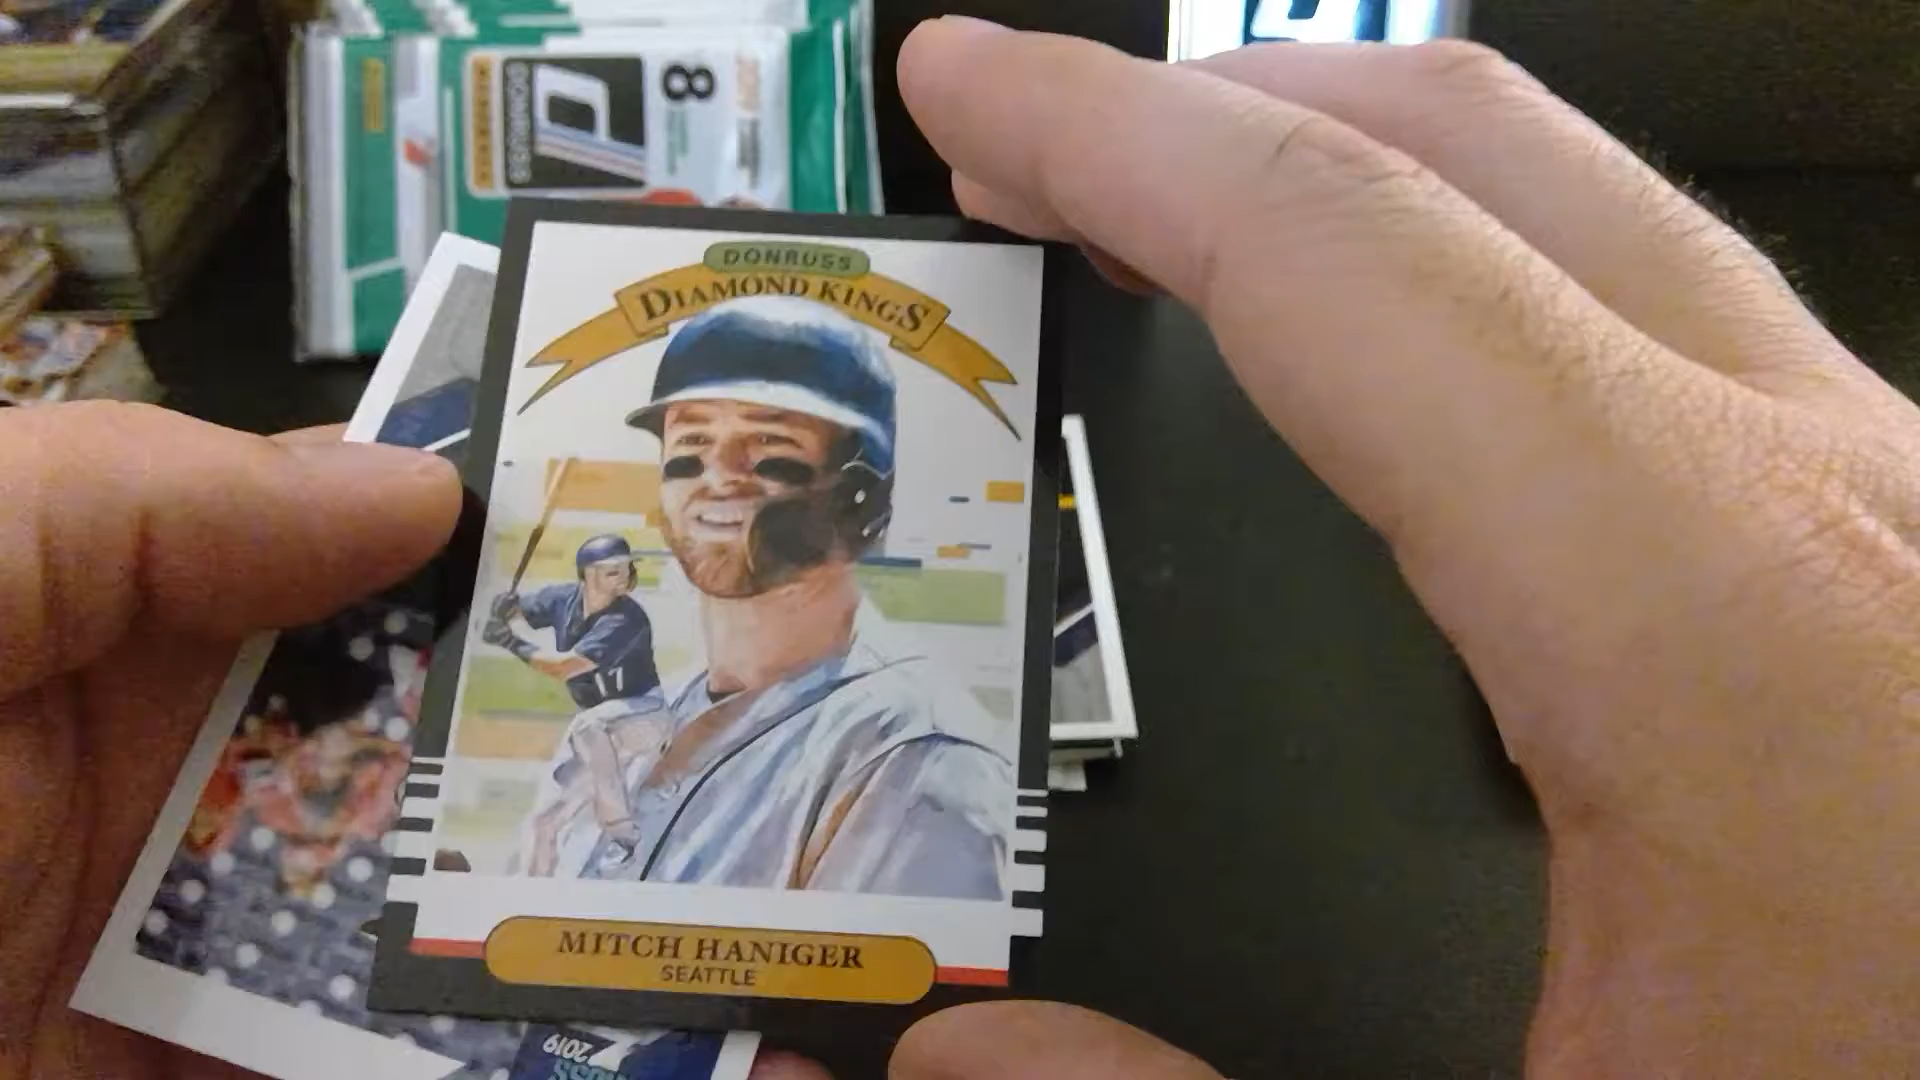 DONRUSS
8
DONRUSS
DIAMOND KINGS
17
MITCH HANIGER
SEATTLE
2019